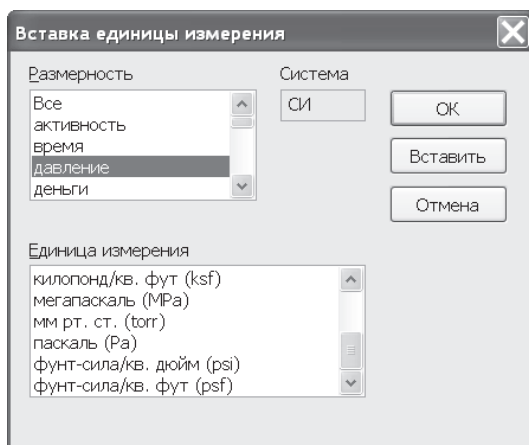 Вставка единицы измерения
Размерность
Система
Все
активность
время
давление
деньги
СИ
ОК
Вставить
Отмена
Единица измерения
килопонд/кв. фут (ksf)
мегапаскаль (MPa)
мм рт. ст. (torr)
паскаль (Pa)
фунт-сила/кв. дюйм (psi)
фунт-сила/кв. фут (psf)